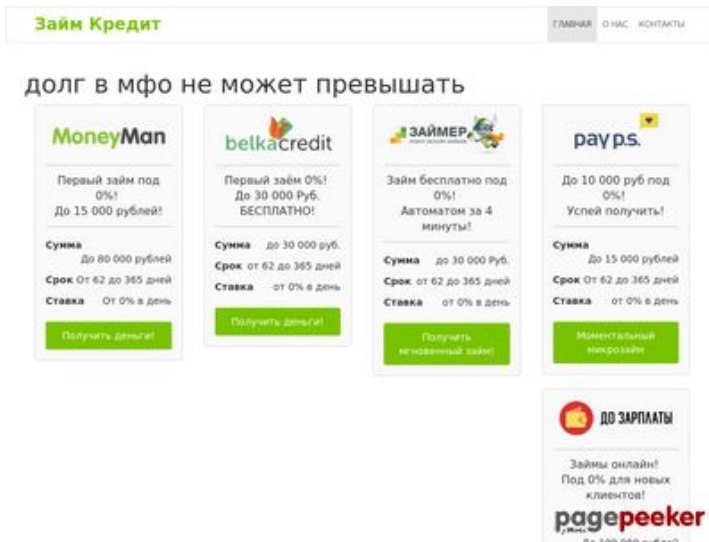 Займ Кредит
ГЛАВНАЯ О НАС КОНТАКТЫ
долг в мфо не может превышать
MoneyMan
Первый займ под
0%!
До 15 000 рублей!
Сумма
До 80 000 рублей
Срок От 62 до 365 дней
Ставка От 0% в день
Получить деньги!
belkacredit
Первый заём 0%!
До 30 000 Руб.
БЕСПЛАТНО!
Сумма до 30 000 руб.
Срок от 62 до 365 дней
Ставка от 0% в день
Получить деньги!
ЗАЙМЕР
Займ бесплатно под
0%!
Автоматом за 4
минуты!
Сумма до 30 000 Руб.
Срок от 62 до 365 дней
Ставка от 0% в день
Получить
мгновенный займ!
pay p.s.
До 10 000 руб под
0%!
Успей получить!
Сумма
До 15 000 рублей
Срок От 62 до 365 дней
Ставка от 0% в день
Моментальный
микрозайм
ДО ЗАРПЛАТЫ
Займы онлайн!
Под 0% для новых
клиентов!
pagepeeker
До 100 000 рублей